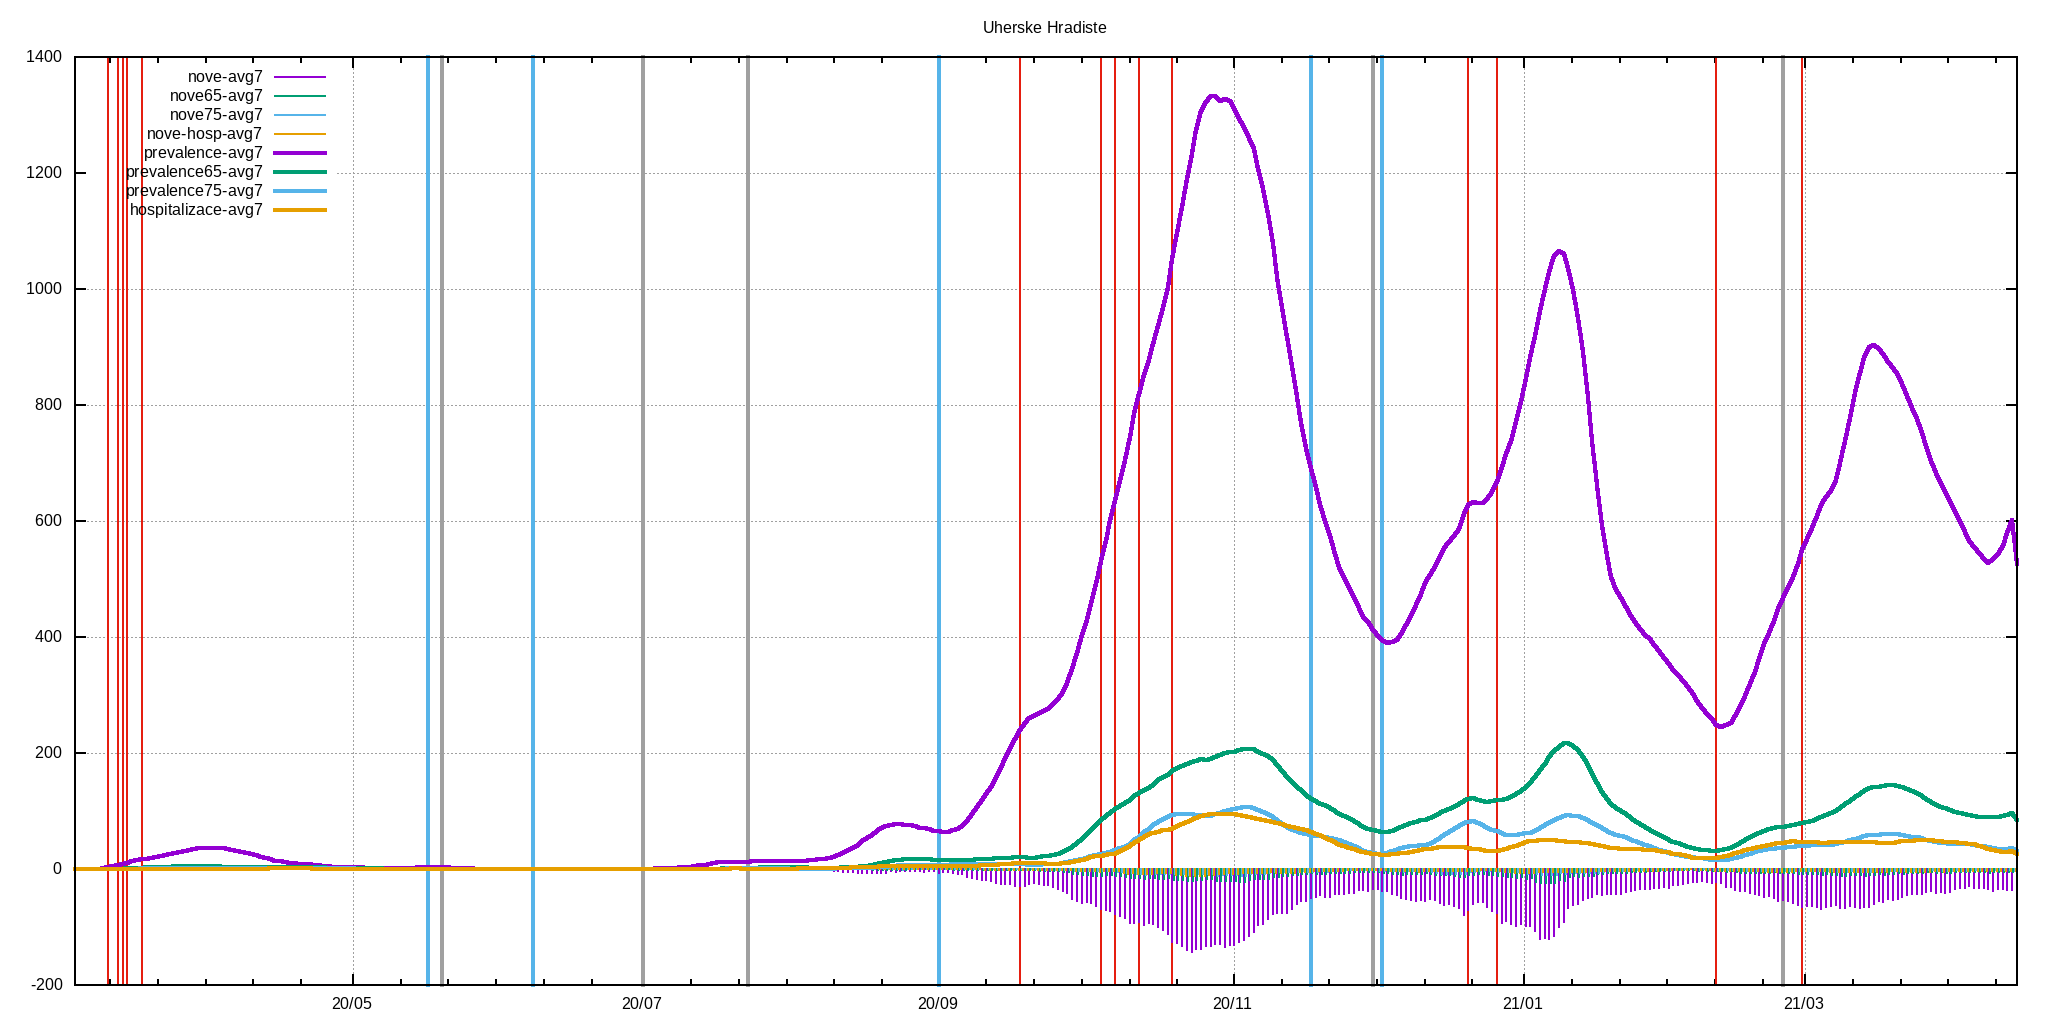 Uherske Hradiste
1400
1200
1000
800
600
400
200
0
-200
nove-avg7
nove65-avg7
nove75-avg7
nove-hosp-avg7
prevalence-avg7
prevalence65-avg7
prevalence75-avg7
hospitalizace-avg7
20/05 20/07 20/09 20/11 21/01 21/03